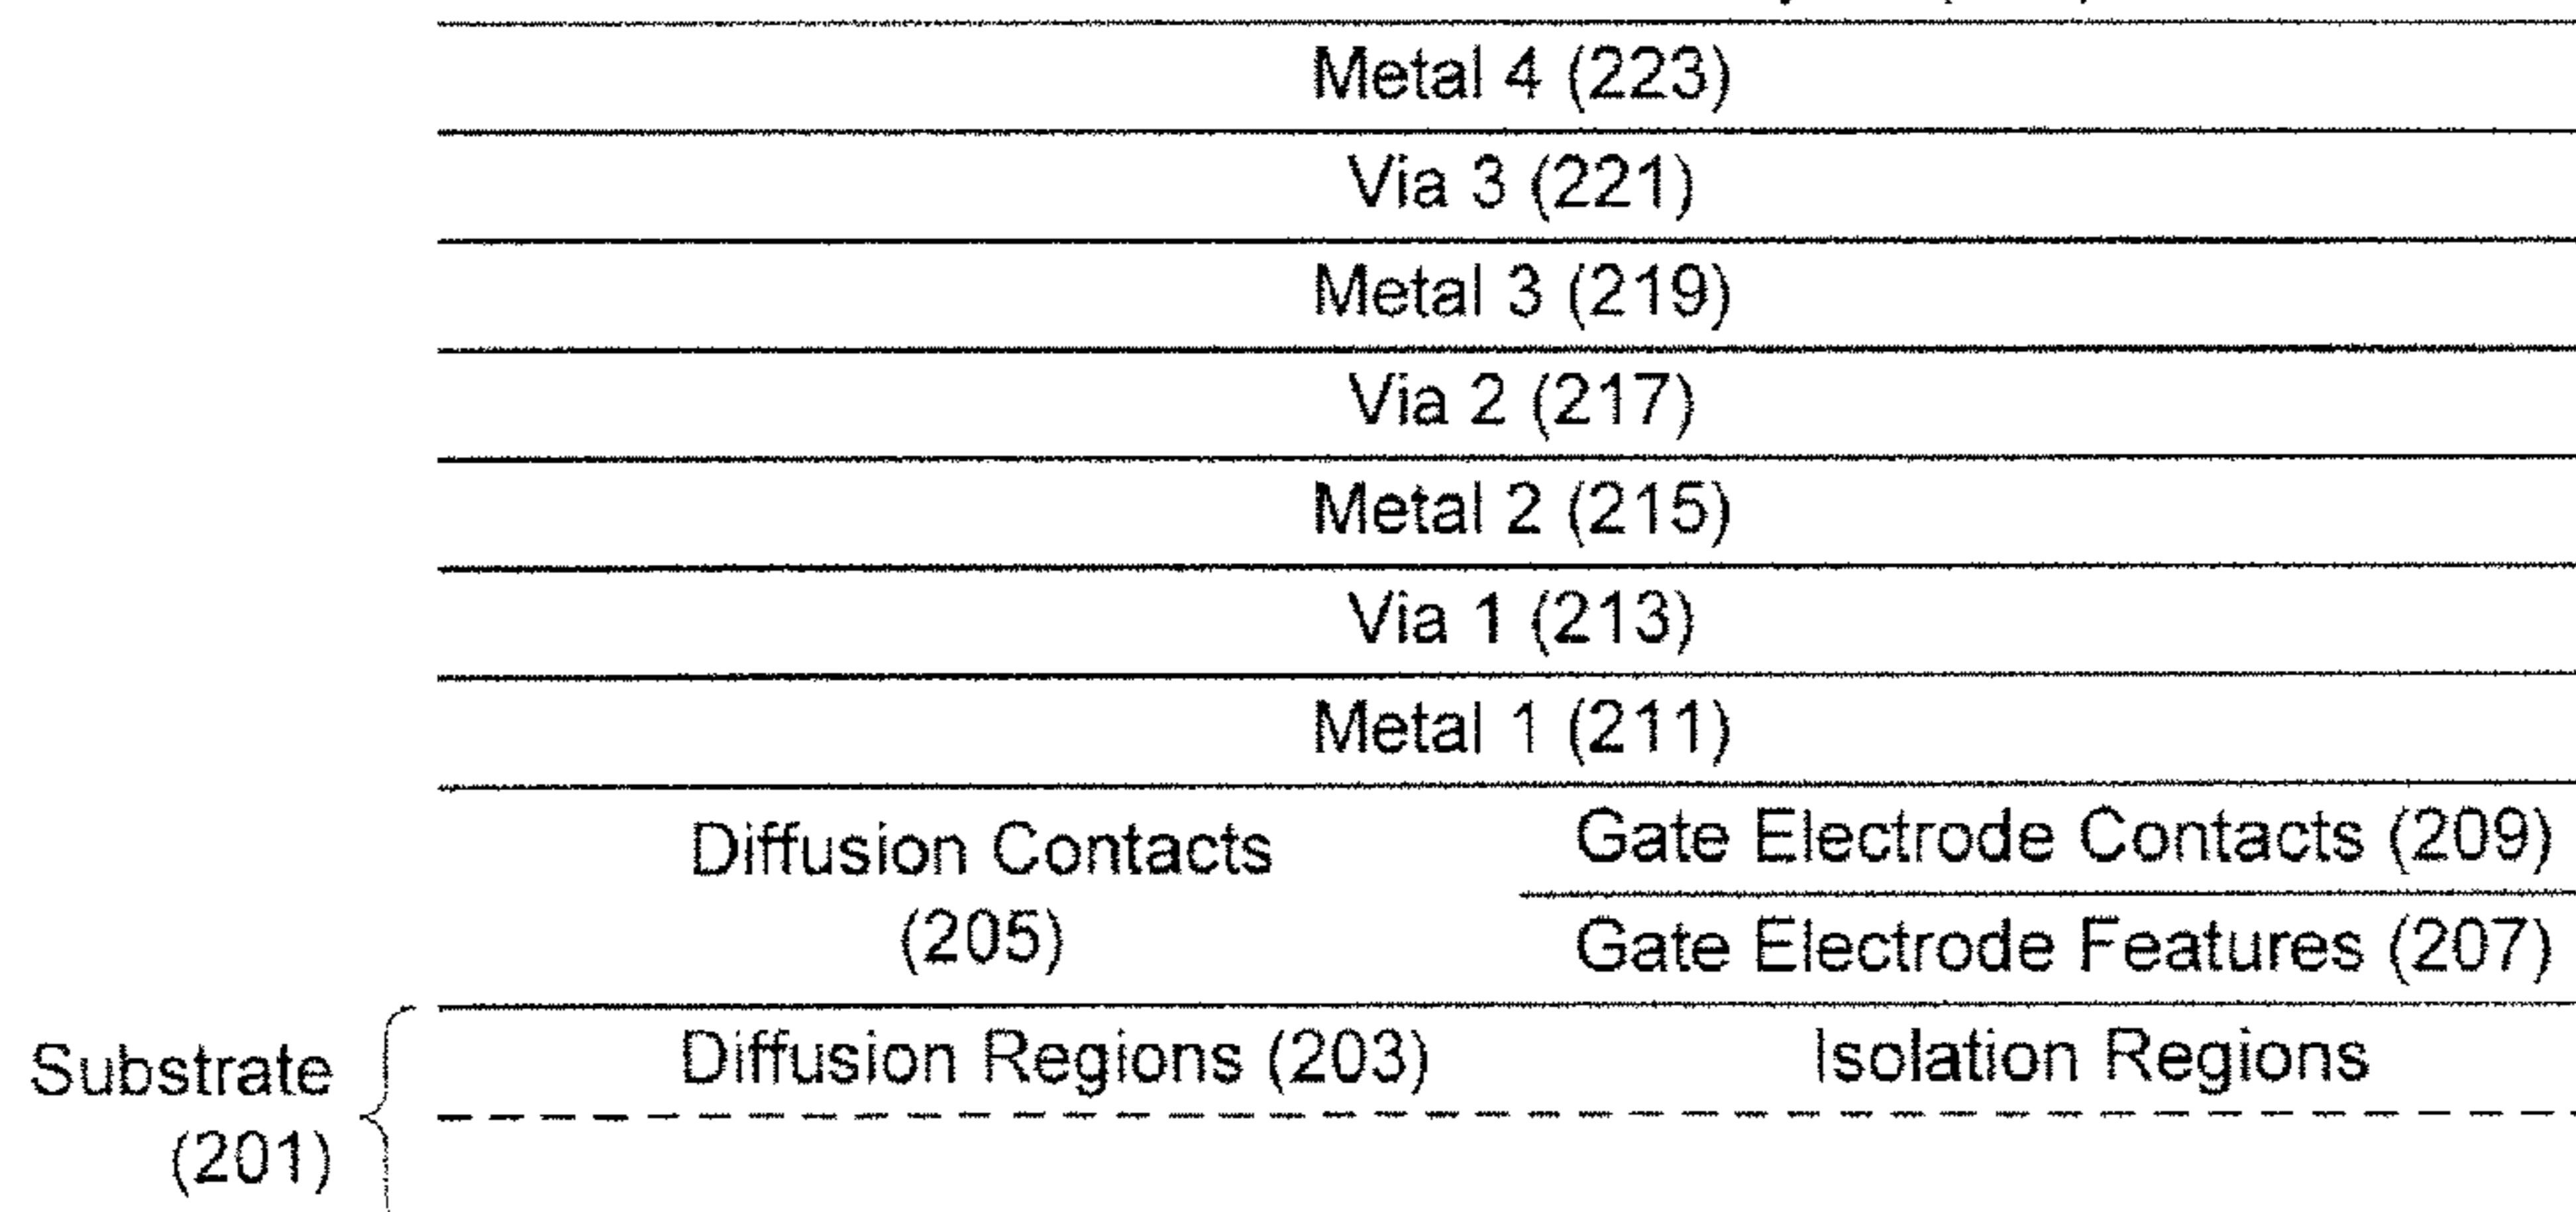 Metal 4 (223)
Via 3 (221)
Metal 3 (219)
Via 2 (217)
Metal 2 (215)
Via 1 (213)
Metal 1 (211)
Diffusion Contacts
(205)
Gate Electrode Contacts (209)
Gate Electrode Features (207)
Substrate
(201)
Diffusion Regions (203)
Isolation Regions